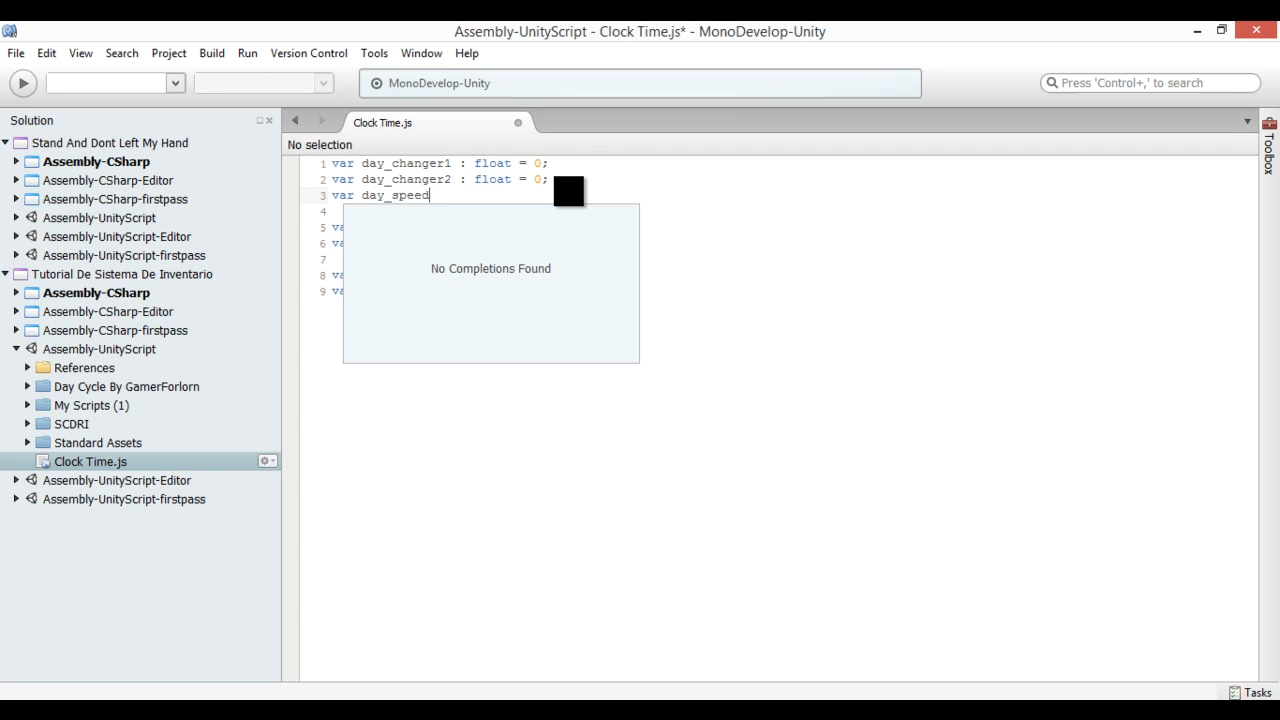 Assembly-UnityScript - Clock Time.js* - MonoDevelop-Unity
File Edit View Search Project Build Run Version Control Tools Window Help
MonoDevelop-Unity
Press 'Control+,' to search
Solution
Stand And Dont Left My Hand
Assembly-CSharp
Assembly-CSharp-Editor
Assembly-CSharp-firstpass
Assembly-UnityScript
Assembly-UnityScript-Editor
Assembly-UnityScript-firstpass
Tutorial De Sistema De Inventario
Assembly-CSharp
Assembly-CSharp-Editor
Assembly-CSharp-firstpass
Assembly-UnityScript
References
Day Cycle By GamerForlorn
My Scripts (1)
SCDRI
Standard Assets
Clock Time.js
Assembly-UnityScript-Editor
Assembly-UnityScript-firstpass
Clock Time.js
No selection
1 var day_changer1 : float = 0;
2 var day_changer2 : float = 0;
3 var day_speed
4
5
6
7
8
9
No Completions Found
Toolbox
Tasks